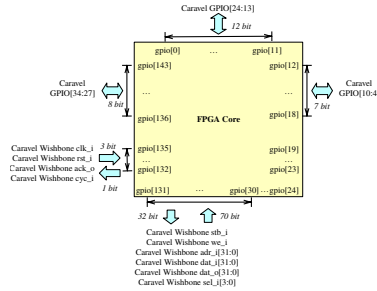 Caravel GPIO[24:13]
12 bit
gpio[0] ... gpio[11]
gpio[143] gpio[12]
Caravel GPIO[34:27]
8 bit
...
gpio[136]
FPGA Core
...
gpio[18]
Caravel GPIO[10:4
7 bit
Caravel Wishbone clk_i
Caravel Wishbone rst_i
Caravel Wishbone ack_o
Caravel Wishbone cyc_i
3 bit
1 bit
gpio[135]
...
gpio[132]
gpio[19]
...
gpio[23]
gpio[131] ... gpio[30] ...gpio[24]
32 bit 70 bit
Caravel Wishbone stb_i
Caravel Wishbone we_i
Caravel Wishbone adr_i[31:0]
Caravel Wishbone dat_i[31:0]
Caravel Wishbone dat_o[31:0]
Caravel Wishbone sel_i[3:0]